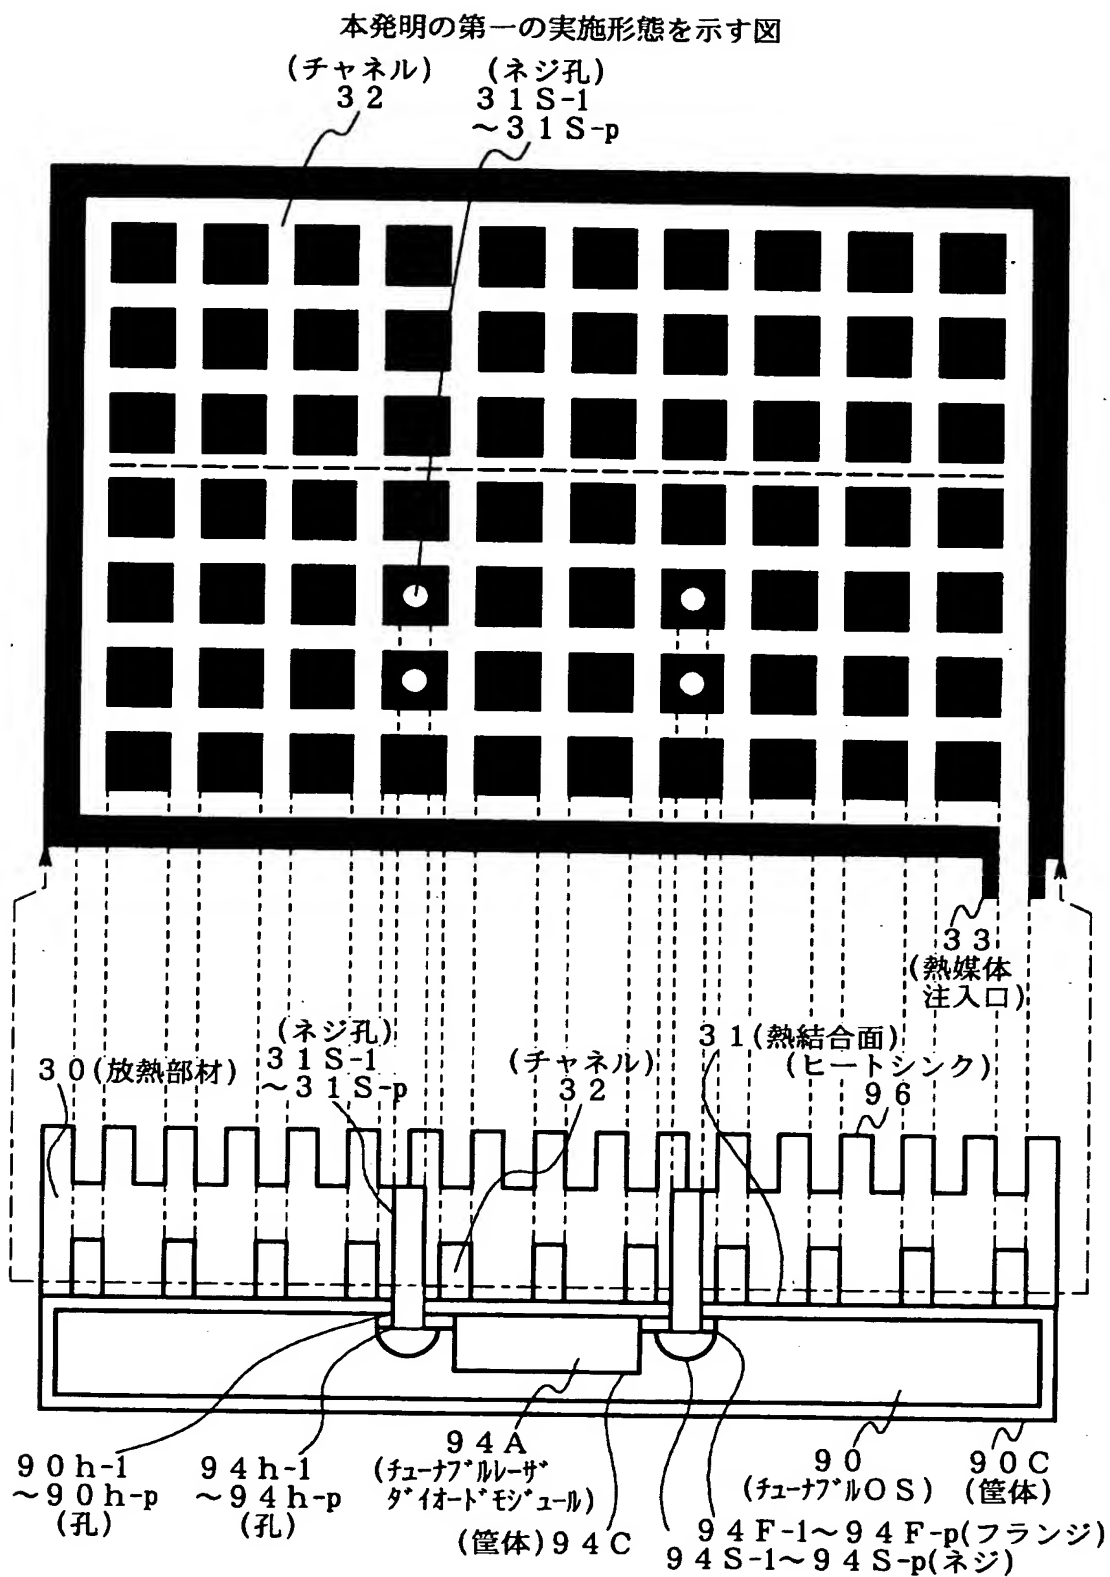 本発明の第一の実施形態を示す図
(チャネル)
32
(ネジ孔)
31S-1
~31S-p
33
(熱媒体
注入口)
30(放熱部材)
(ネジ孔)
31S-1
~31S-p
(チャネル)
32
31(熱結合面)
(ヒートシンク)
96
90h-1
~90h-p
(孔)
94h-1
~94h-p
(孔)
94A
(チューナブルレーザ
ダイオードモジュール)
(筐体)94C
90
(チューナブルOS)
90C
(筐体)
94F-1~94F-p(フランジ)
94S-1~94S-p(ネジ)